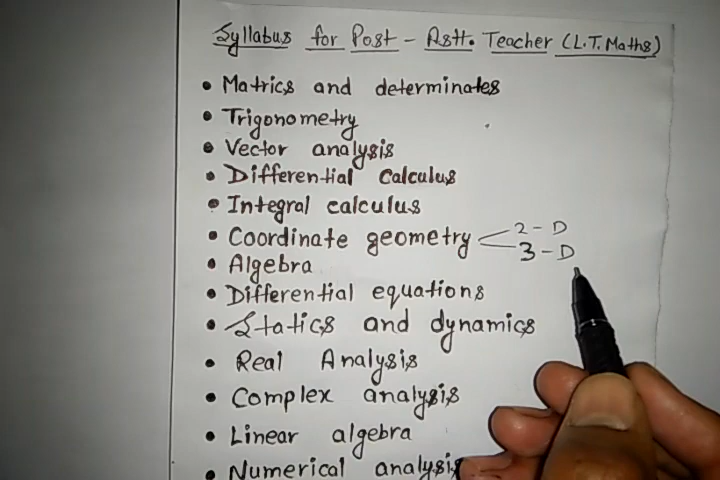 Syllabus for Post - Astt. Teacher (L.T. Maths)
• Matrics and determinates
• Trigonometry
• Vector analysis
• Differential calculus
• Integral calculus
• Coordinate geometry < 2-D
3-D
• Algebra
• Differential equations
• Statics and dynamics
• Real Analysis
• Complex analysis
• Linear algebra
• Numerical analysis